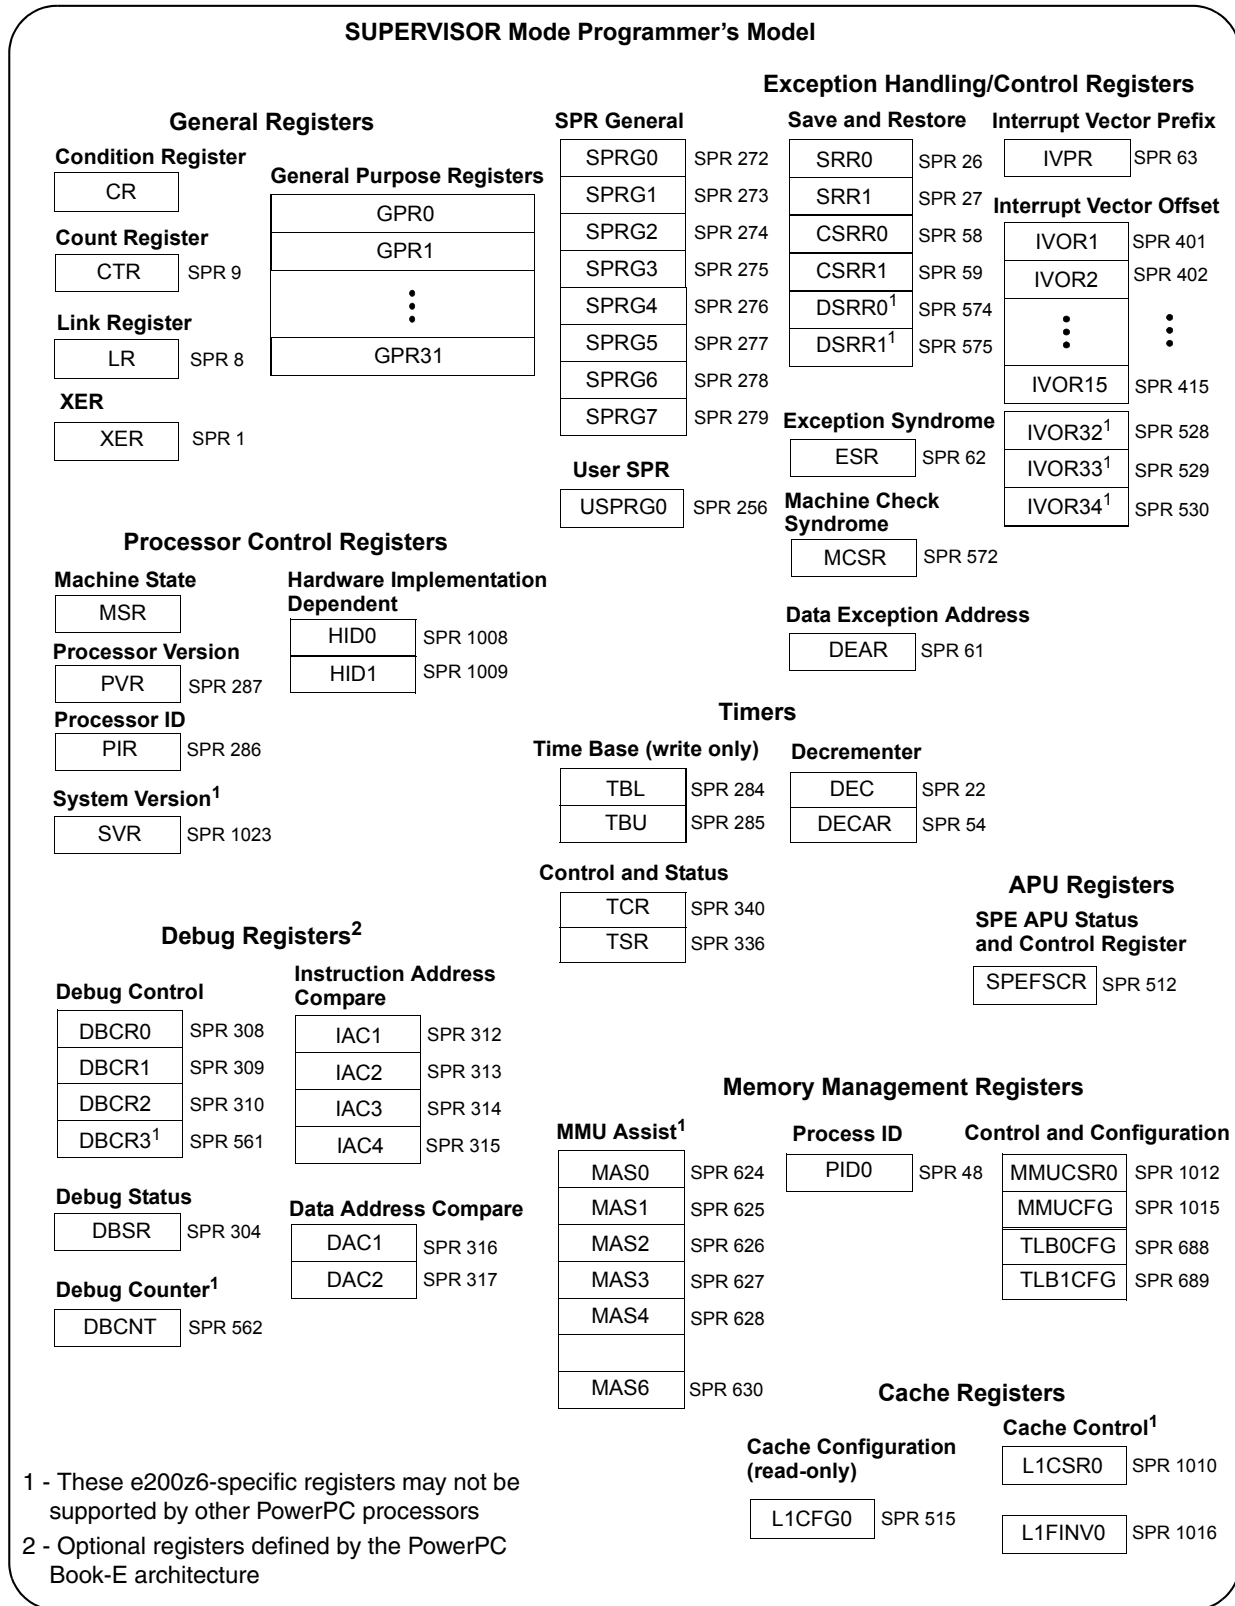 SUPERVISOR Mode Programmer's Model
General Registers
Condition Register
CR
Count Register
CTR SPR 9
Link Register
LR SPR 8
XER
XER SPR 1
General Purpose Registers
GPR0
GPR1
GPR31
SPR General
SPRG0 SPR 272
SPRG1 SPR 273
SPRG2 SPR 274
SPRG3 SPR 275
SPRG4 SPR 276
SPRG5 SPR 277
SPRG6 SPR 278
SPRG7 SPR 279
User SPR
USPRG0 SPR 256
Exception Handling/Control Registers
Save and Restore
SRR0 SPR 26
SRR1 SPR 27
CSRR0 SPR 58
CSRR1 SPR 59
DSRR0¹ SPR 574
DSRR1¹ SPR 575
Exception Syndrome
ESR SPR 62
Machine Check
Syndrome
MCSR SPR 572
Data Exception Address
DEAR SPR 61
Interrupt Vector Prefix
IVPR SPR 63
Interrupt Vector Offset
IVOR1 SPR 401
IVOR2 SPR 402
IVOR15 SPR 415
IVOR32¹ SPR 528
IVOR33¹ SPR 529
IVOR34¹ SPR 530
Processor Control Registers
Machine State
MSR
Processor Version
PVR SPR 287
Processor ID
PIR SPR 286
System Version¹
SVR SPR 1023
Hardware Implementation
Dependent
HID0 SPR 1008
HID1 SPR 1009
Timers
Time Base (write only)
TBL SPR 284
TBU SPR 285
Decrementer
DEC SPR 22
DECAR SPR 54
Control and Status
TCR SPR 340
TSR SPR 336
APU Registers
SPE APU Status
and Control Register
SPEFSCR SPR 512
Debug Registers²
Debug Control
DBCR0 SPR 308
DBCR1 SPR 309
DBCR2 SPR 310
DBCR3¹ SPR 561
Debug Status
DBSR SPR 304
Debug Counter¹
DBCNT SPR 562
Instruction Address
Compare
IAC1 SPR 312
IAC2 SPR 313
IAC3 SPR 314
IAC4 SPR 315
Data Address Compare
DAC1 SPR 316
DAC2 SPR 317
Memory Management Registers
MMU Assist¹
MAS0 SPR 624
MAS1 SPR 625
MAS2 SPR 626
MAS3 SPR 627
MAS4 SPR 628
MAS6 SPR 630
Process ID
PID0 SPR 48
Control and Configuration
MMUCSR0 SPR 1012
MMUCFG SPR 1015
TLB0CFG SPR 688
TLB1CFG SPR 689
Cache Registers
Cache Configuration
(read-only)
L1CFG0 SPR 515
Cache Control¹
L1CSR0 SPR 1010
L1FINV0 SPR 1016
1 - These e200z6-specific registers may not be
supported by other PowerPC processors
2 - Optional registers defined by the PowerPC
Book-E architecture